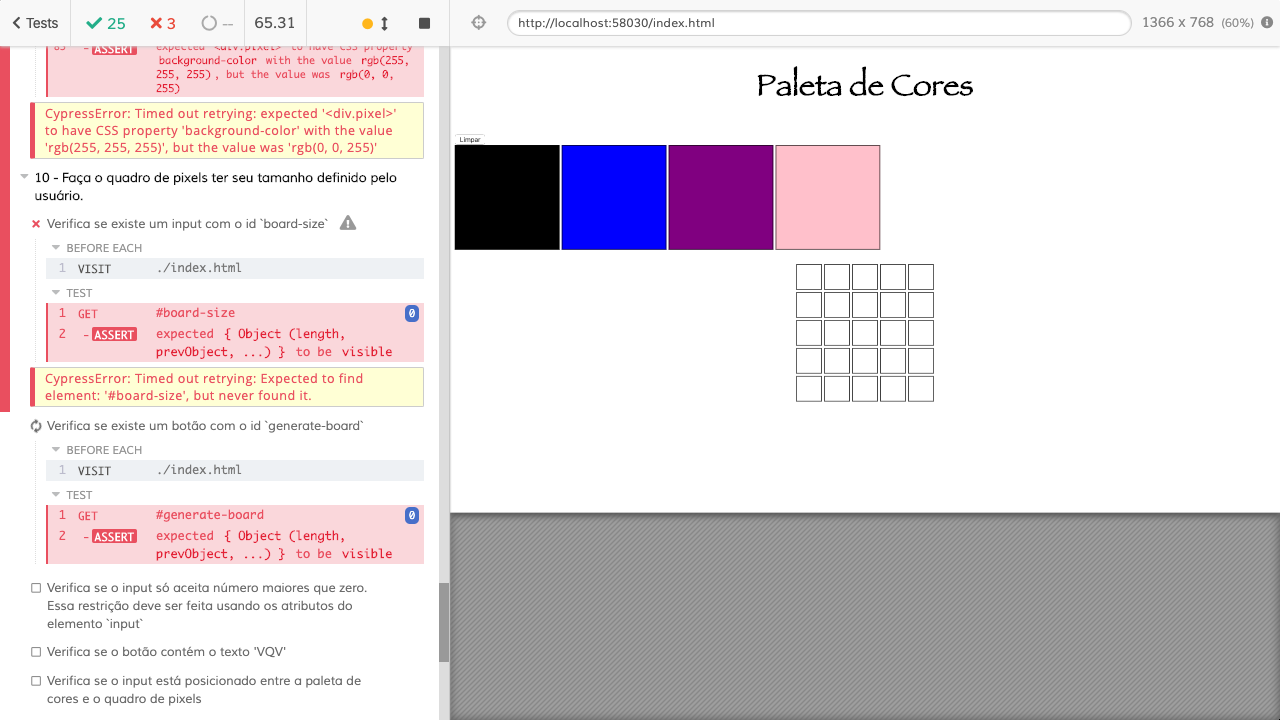 Tests 25 3 -- 65.31 http://localhost:58030/index.html 1366 x 768 (60%)
85 - ASSERT expected <div.pixel> to have CSS property
background-color with the value rgb(255,
255, 255), but the value was rgb(0, 0,
255)
CypressError: Timed out retrying: expected '<div.pixel>'
to have CSS property 'background-color' with the value
'rgb(255, 255, 255)', but the value was 'rgb(0, 0, 255)'
10 - Faça o quadro de pixels ter seu tamanho definido pelo
usuário.
Verifica se existe um input com o id `board-size`
BEFORE EACH
1 VISIT ./index.html
TEST
1 GET #board-size 0
2 - ASSERT expected { Object (length,
prevObject, ...) } to be visible
CypressError: Timed out retrying: Expected to find
element: '#board-size', but never found it.
Verifica se existe um botão com o id `generate-board`
BEFORE EACH
1 VISIT ./index.html
TEST
1 GET #generate-board 0
2 - ASSERT expected { Object (length,
prevObject, ...) } to be visible
Verifica se o input só aceita número maiores que zero.
Essa restrição deve ser feita usando os atributos do
elemento `input`
Verifica se o botão contém o texto 'VQV'
Verifica se o input está posicionado entre a paleta de
cores e o quadro de pixels
Paleta de Cores
Limpar